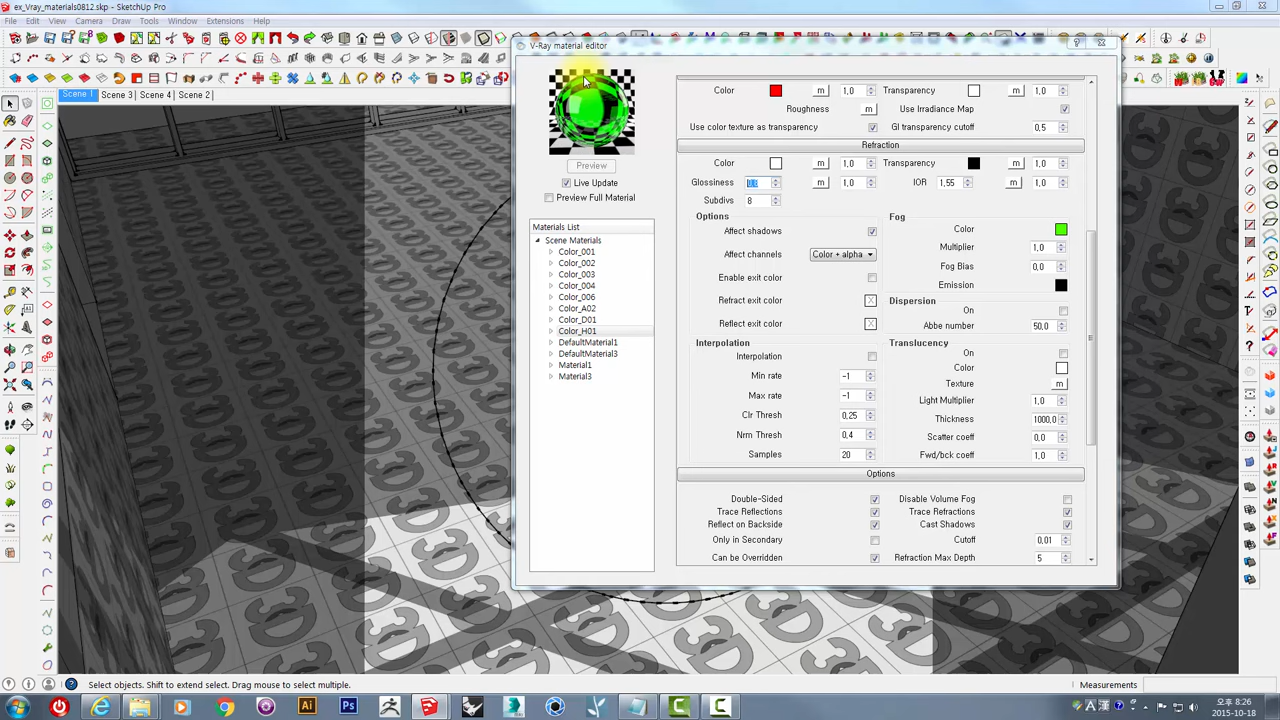 ex_Vray_materials0812.skp - SketchUp Pro
File Edit View Camera Draw Tools Window Extensions Help
Scene 1 Scene 3 Scene 4 Scene 2
V-Ray material editor
Preview
Live Update
Preview Full Material
Materials List
Scene Materials
Color_001
Color_002
Color_003
Color_004
Color_006
Color_A02
Color_D01
Color_H01
DefaultMaterial1
DefaultMaterial3
Material1
Material3
Color m 1,0 Transparency m 1,0
Roughness m Use Irradiance Map
Use color texture as transparency GI transparency cutoff 0,5
Refraction
Color m 1,0 Transparency m 1,0
Glossiness m 1,0 IOR 1,55 m 1,0
Subdivs 8
Options
Affect shadows
Affect channels Color + alpha
Enable exit color
Refract exit color X
Reflect exit color X
Fog
Color
Multiplier 1,0
Fog Bias 0,0
Emission
Dispersion
On
Abbe number 50,0
Interpolation
Interpolation
Min rate -1
Max rate -1
Clr Thresh 0,25
Nrm Thresh 0,4
Samples 20
Translucency
On
Color
Texture m
Light Multiplier 1,0
Thickness 1000,0
Scatter coeff 0,0
Fwd/bck coeff 1,0
Options
Double-Sided Disable Volume Fog
Trace Reflections Trace Refractions
Reflect on Backside Cast Shadows
Only in Secondary Cutoff 0,01
Can be Overridden Refraction Max Depth 5
Select objects. Shift to extend select. Drag mouse to select multiple. Measurements
오후 8:26
2015-10-18